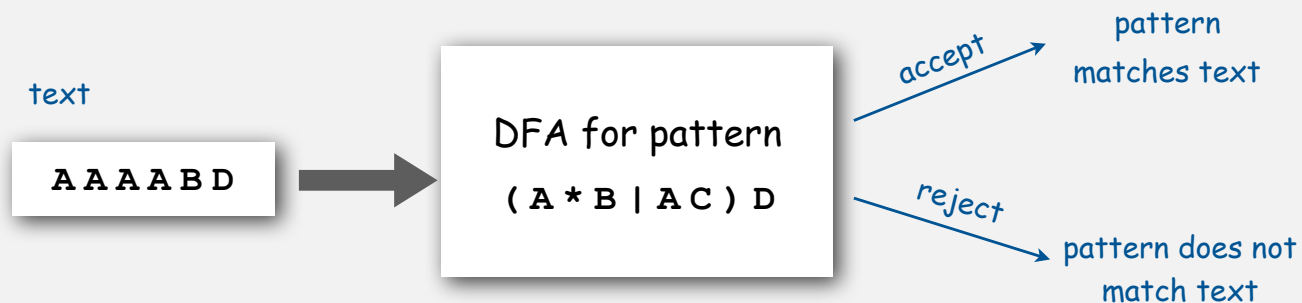 text
A A A A B D
DFA for pattern
( A * B | A C ) D
accept
pattern
matches text
reject
pattern does not
match text